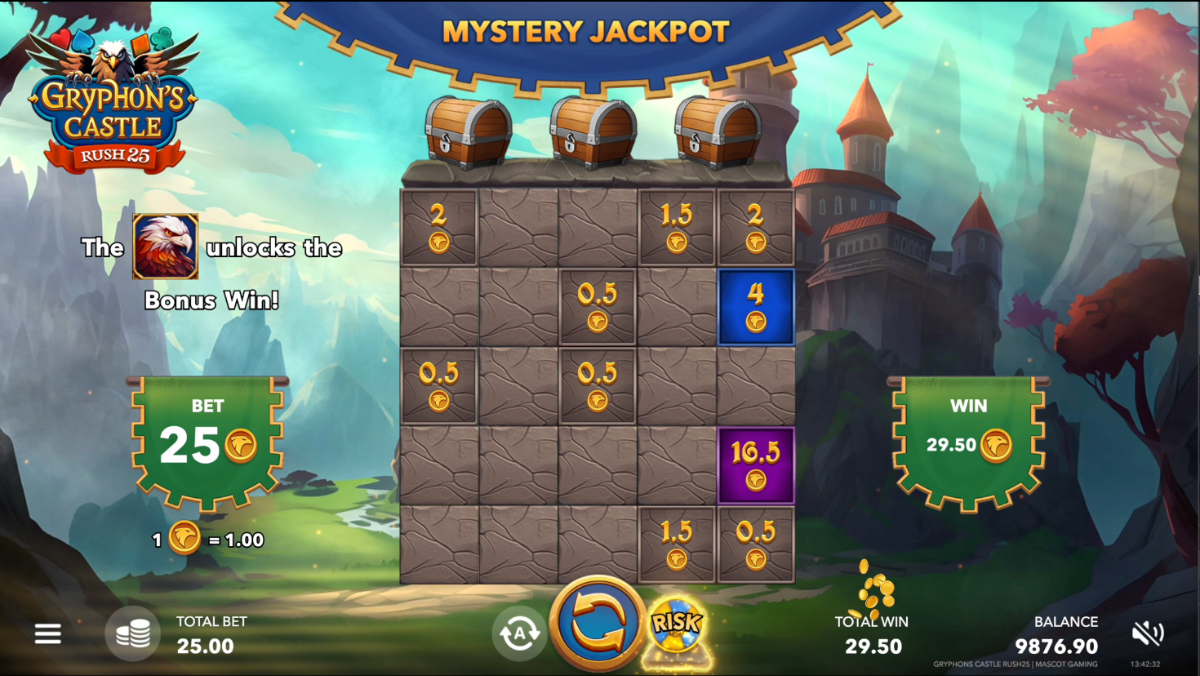 MYSTERY JACKPOT
GRYPHON'S
CASTLE
RUSH 25
The unlocks the
Bonus Win!
2 1.5 2
0.5 4
0.5 0.5
16.5
1.5 0.5
BET
25
1 = 1.00
WIN
29.50
TOTAL BET
25.00
A
RISK
TOTAL WIN
29.50
BALANCE
9876.90
GRYPHONS CASTLE RUSH25 | MASCOT GAMING
13:42:32